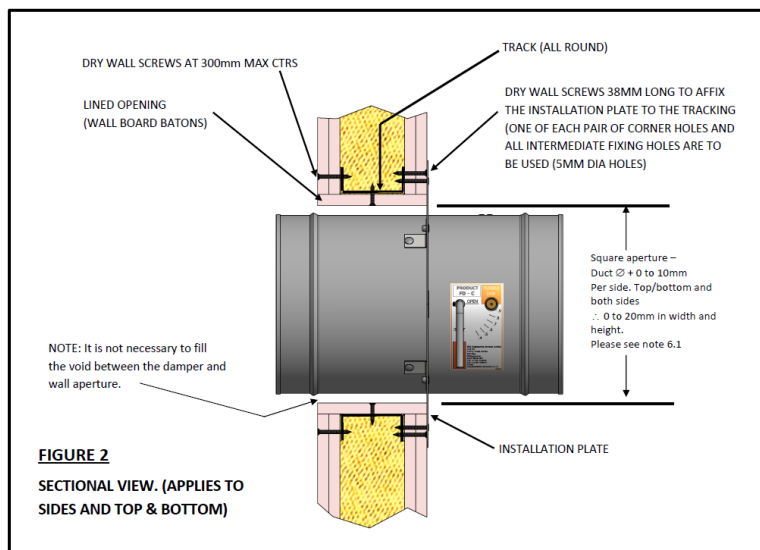 TRACK (ALL ROUND)
DRY WALL SCREWS AT 300mm MAX CTRS
DRY WALL SCREWS 38MM LONG TO AFFIX
THE INSTALLATION PLATE TO THE TRACKING
(ONE OF EACH PAIR OF CORNER HOLES AND
ALL INTERMEDIATE FIXING HOLES ARE TO
BE USED (5MM DIA HOLES)
LINED OPENING
(WALL BOARD BATONS)
Square aperture –
Duct ∅ + 0 to 10mm
Per side. Top/bottom and
both sides
∴ 0 to 20mm in width and
height.
Please see note 6.1
PRODUCT
FD - C
OPEN
NOTE: It is not necessary to fill
the void between the damper and
wall aperture.
INSTALLATION PLATE
FIGURE 2
SECTIONAL VIEW. (APPLIES TO
SIDES AND TOP & BOTTOM)